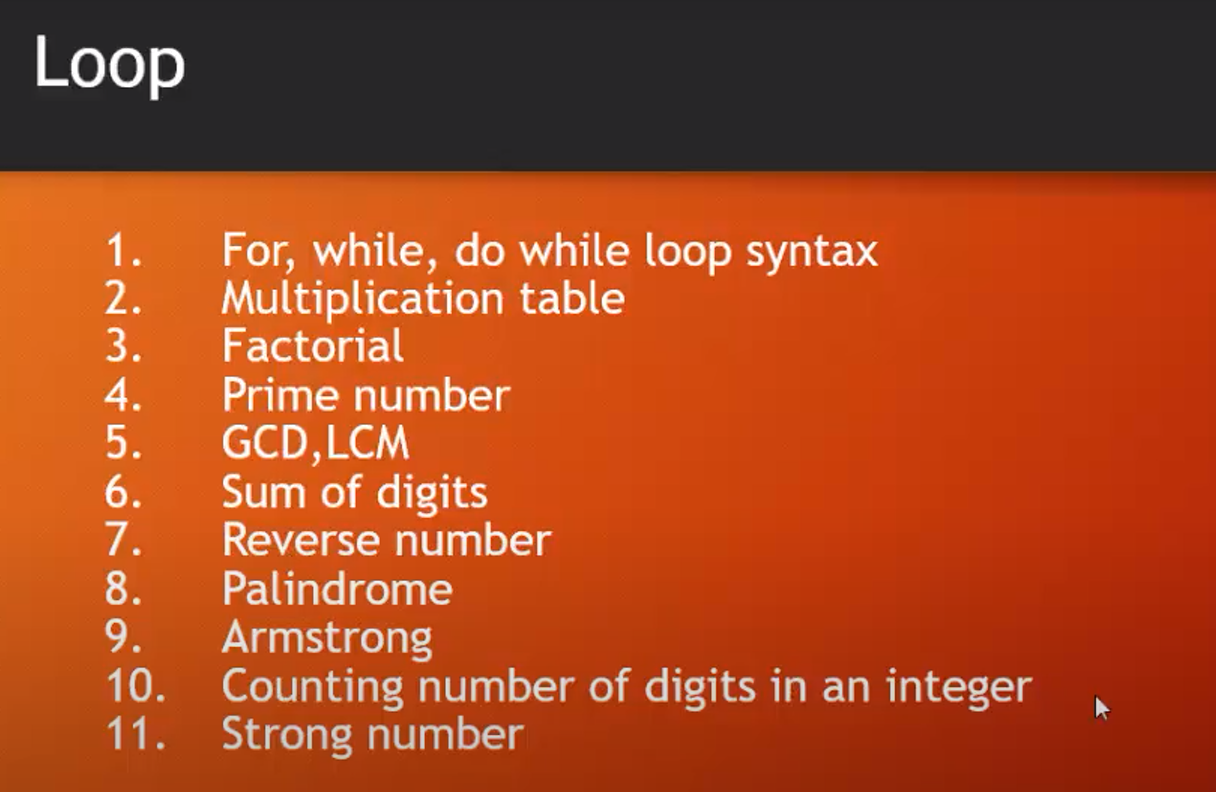 Loop
1. For, while, do while loop syntax
2. Multiplication table
3. Factorial
4. Prime number
5. GCD,LCM
6. Sum of digits
7. Reverse number
8. Palindrome
9. Armstrong
10. Counting number of digits in an integer
11. Strong number